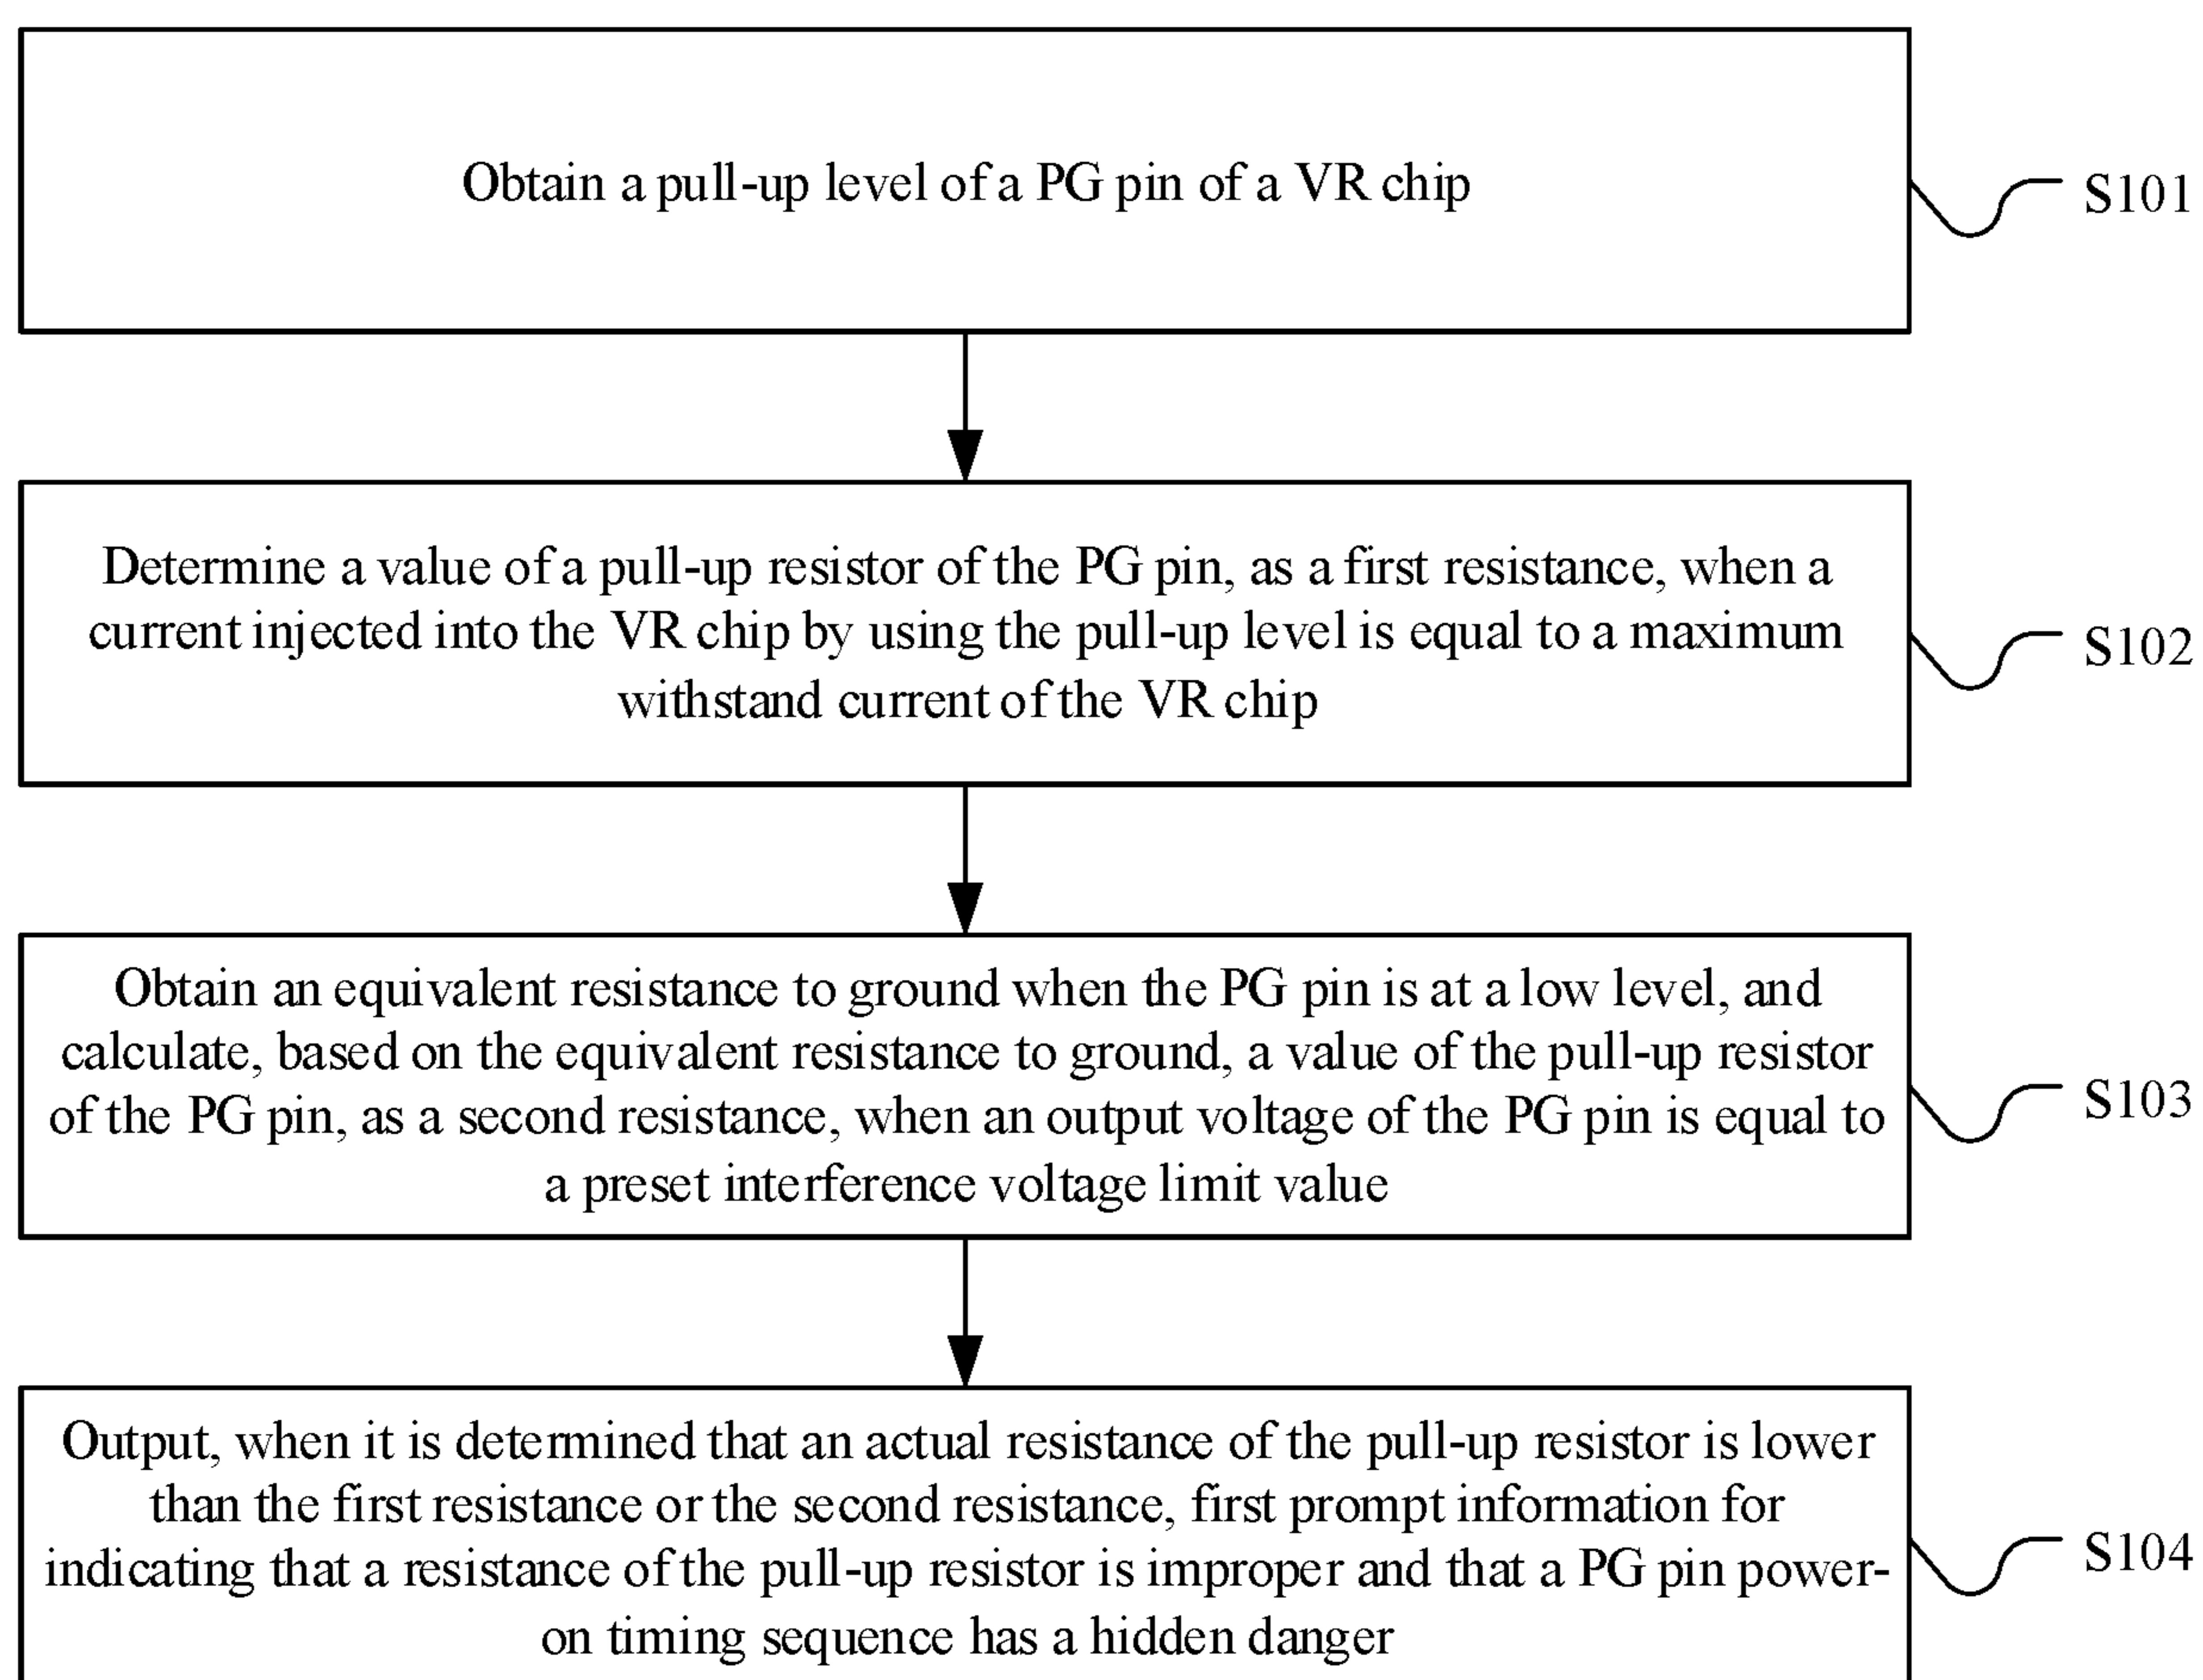 Obtain a pull-up level of a PG pin of a VR chip
S101
Determine a value of a pull-up resistor of the PG pin, as a first resistance, when a
current injected into the VR chip by using the pull-up level is equal to a maximum
withstand current of the VR chip
S102
Obtain an equivalent resistance to ground when the PG pin is at a low level, and
calculate, based on the equivalent resistance to ground, a value of the pull-up resistor
of the PG pin, as a second resistance, when an output voltage of the PG pin is equal to
a preset interference voltage limit value
S103
Output, when it is determined that an actual resistance of the pull-up resistor is lower
than the first resistance or the second resistance, first prompt information for
indicating that a resistance of the pull-up resistor is improper and that a PG pin power-
on timing sequence has a hidden danger
S104